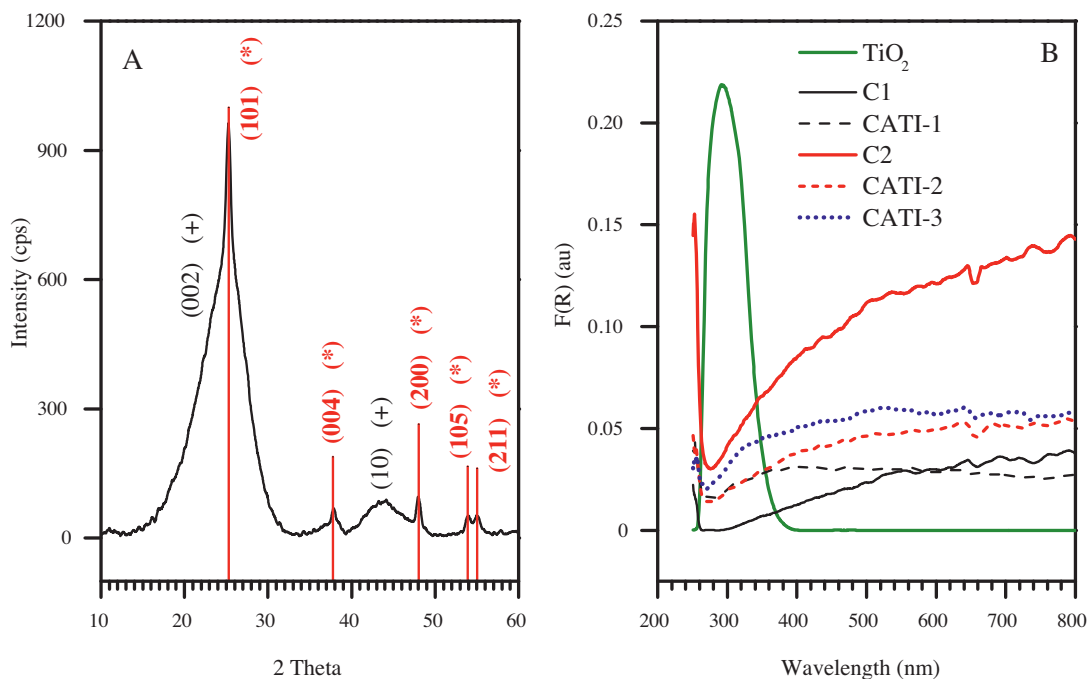 A
1200
900
600
300
0
Intensity (cps)
(002) (+)
(101) (*)
(004) (*)
(10) (+)
(200) (*)
(105) (*)
(211) (*)
10 20 30 40 50 60
2 Theta
B
0.25
0.20
0.15
0.10
0.05
0
F(R) (au)
TiO₂
C1
CATI-1
C2
CATI-2
CATI-3
200 300 400 500 600 700 800
Wavelength (nm)